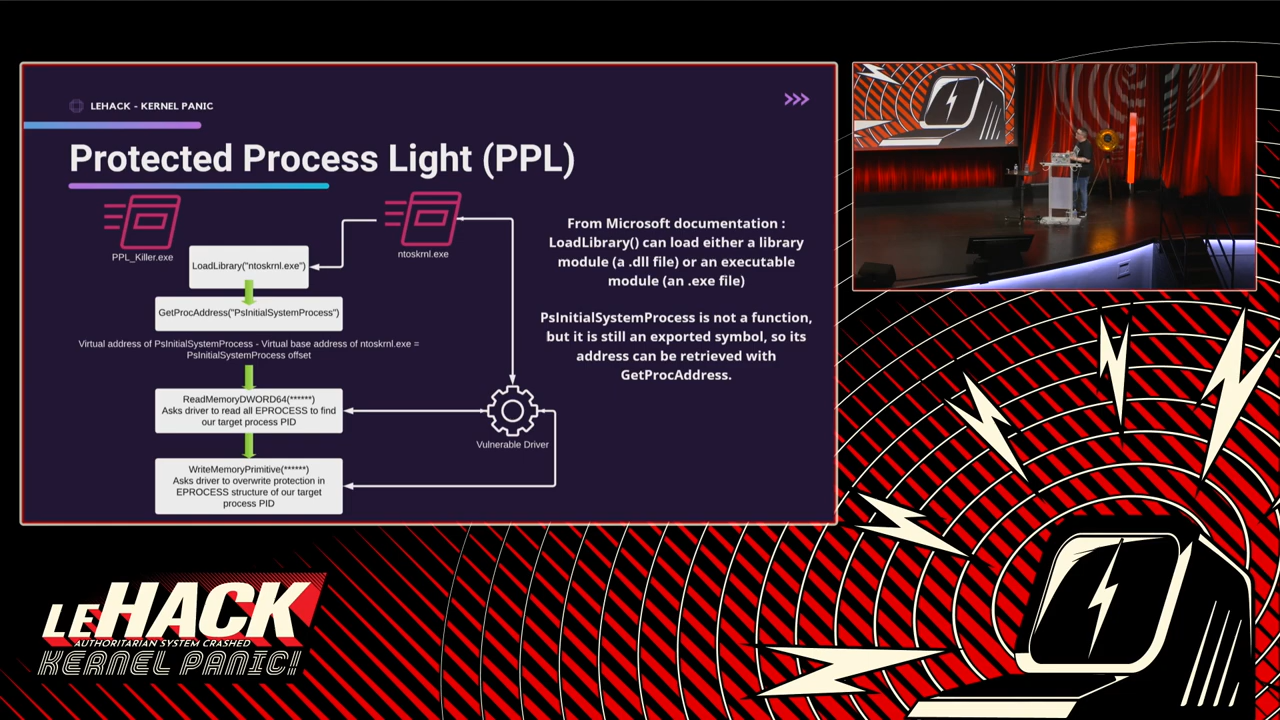 LEHACK - KERNEL PANIC
Protected Process Light (PPL)
PPL_Killer.exe
ntoskrnl.exe
LoadLibrary("ntoskrnl.exe")
GetProcAddress("PsInitialSystemProcess")
Virtual address of PsInitialSystemProcess - Virtual base address of ntoskrnl.exe =
PsInitialSystemProcess offset
ReadMemoryDWORD64(******)
Asks driver to read all EPROCESS to find
our target process PID
WriteMemoryPrimitive(******)
Asks driver to overwrite protection in
EPROCESS structure of our target
process PID
Vulnerable Driver
From Microsoft documentation :
LoadLibrary() can load either a library
module (a .dll file) or an executable
module (an .exe file)
PsInitialSystemProcess is not a function,
but it is still an exported symbol, so its
address can be retrieved with
GetProcAddress.
LEHACK
AUTHORITARIAN SYSTEM CRASHED
KERNEL PANIC!